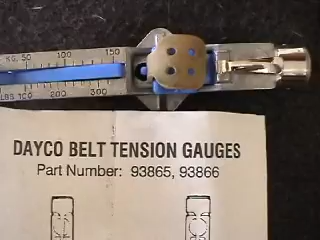 KG. 50 100 150
LBS 100 200 300
DAYCO BELT TENSION GAUGES
Part Number: 93865, 93866